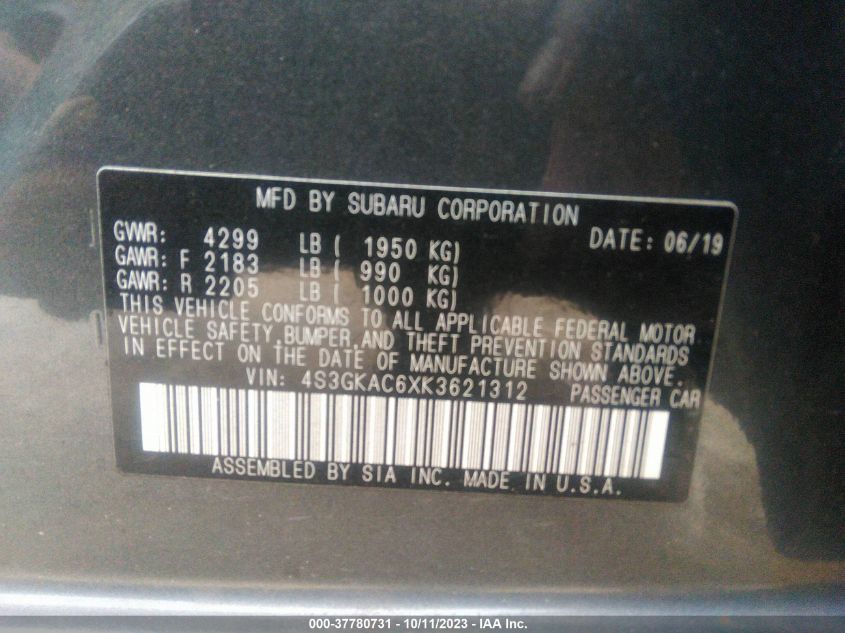 MFD BY SUBARU CORPORATION
GVWR: 4299 LB ( 1950 KG) DATE: 06/19
GAWR: F 2183 LB ( 990 KG)
GAWR: R 2205 LB ( 1000 KG)
THIS VEHICLE CONFORMS TO ALL APPLICABLE FEDERAL MOTOR
VEHICLE SAFETY,BUMPER,AND THEFT PREVENTION STANDARDS
IN EFFECT ON THE DATE OF MANUFACTURE SHOWN ABOVE.
VIN: 4S3GKAC6XK3621312 PASSENGER CAR
ASSEMBLED BY SIA INC. MADE IN U.S.A.
000-37780731 - 10/11/2023 - IAA Inc.